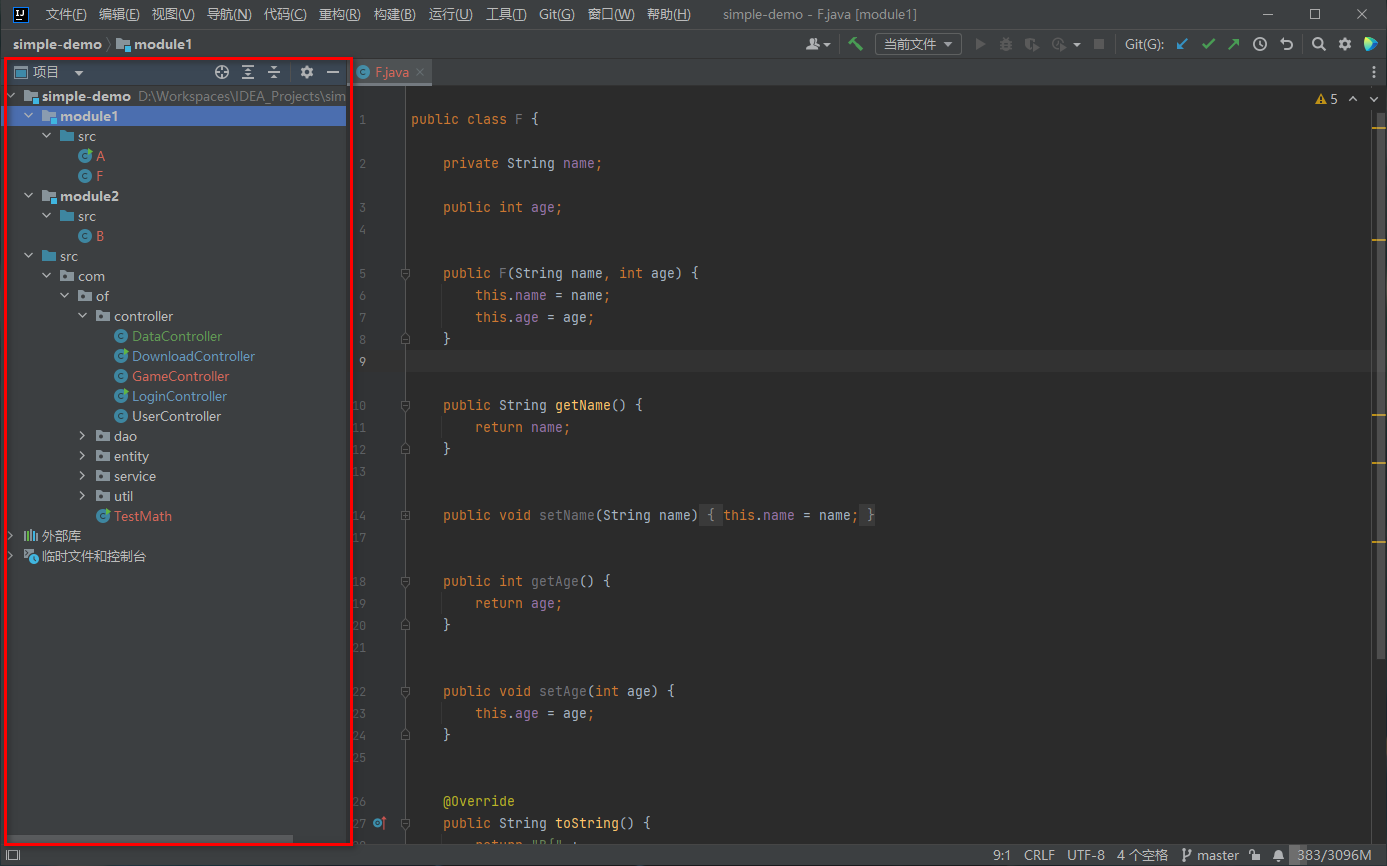 文件(F) 编辑(E) 视图(V) 导航(N) 代码(C) 重构(R) 构建(B) 运行(U) 工具(T) Git(G) 窗口(W) 帮助(H) simple-demo - F.java [module1]
simple-demo module1 当前文件 Git(G):
项目
F.java
simple-demo D:\Workspaces\IDEA_Projects\sim
module1
src
A
F
module2
src
B
src
com
of
controller
DataController
DownloadController
GameController
LoginController
UserController
dao
entity
service
util
TestMath
外部库
临时文件和控制台
5
1 public class F {
2 private String name;
3 public int age;
4
5 public F(String name, int age) {
6 this.name = name;
7 this.age = age;
8 }
9
10 public String getName() {
11 return name;
12 }
13
14 public void setName(String name) { this.name = name; }
17
18 public int getAge() {
19 return age;
20 }
21
22 public void setAge(int age) {
23 this.age = age;
24 }
25
26 @Override
27 public String toString() {
9:1 CRLF UTF-8 4 个空格 master 383/3096M